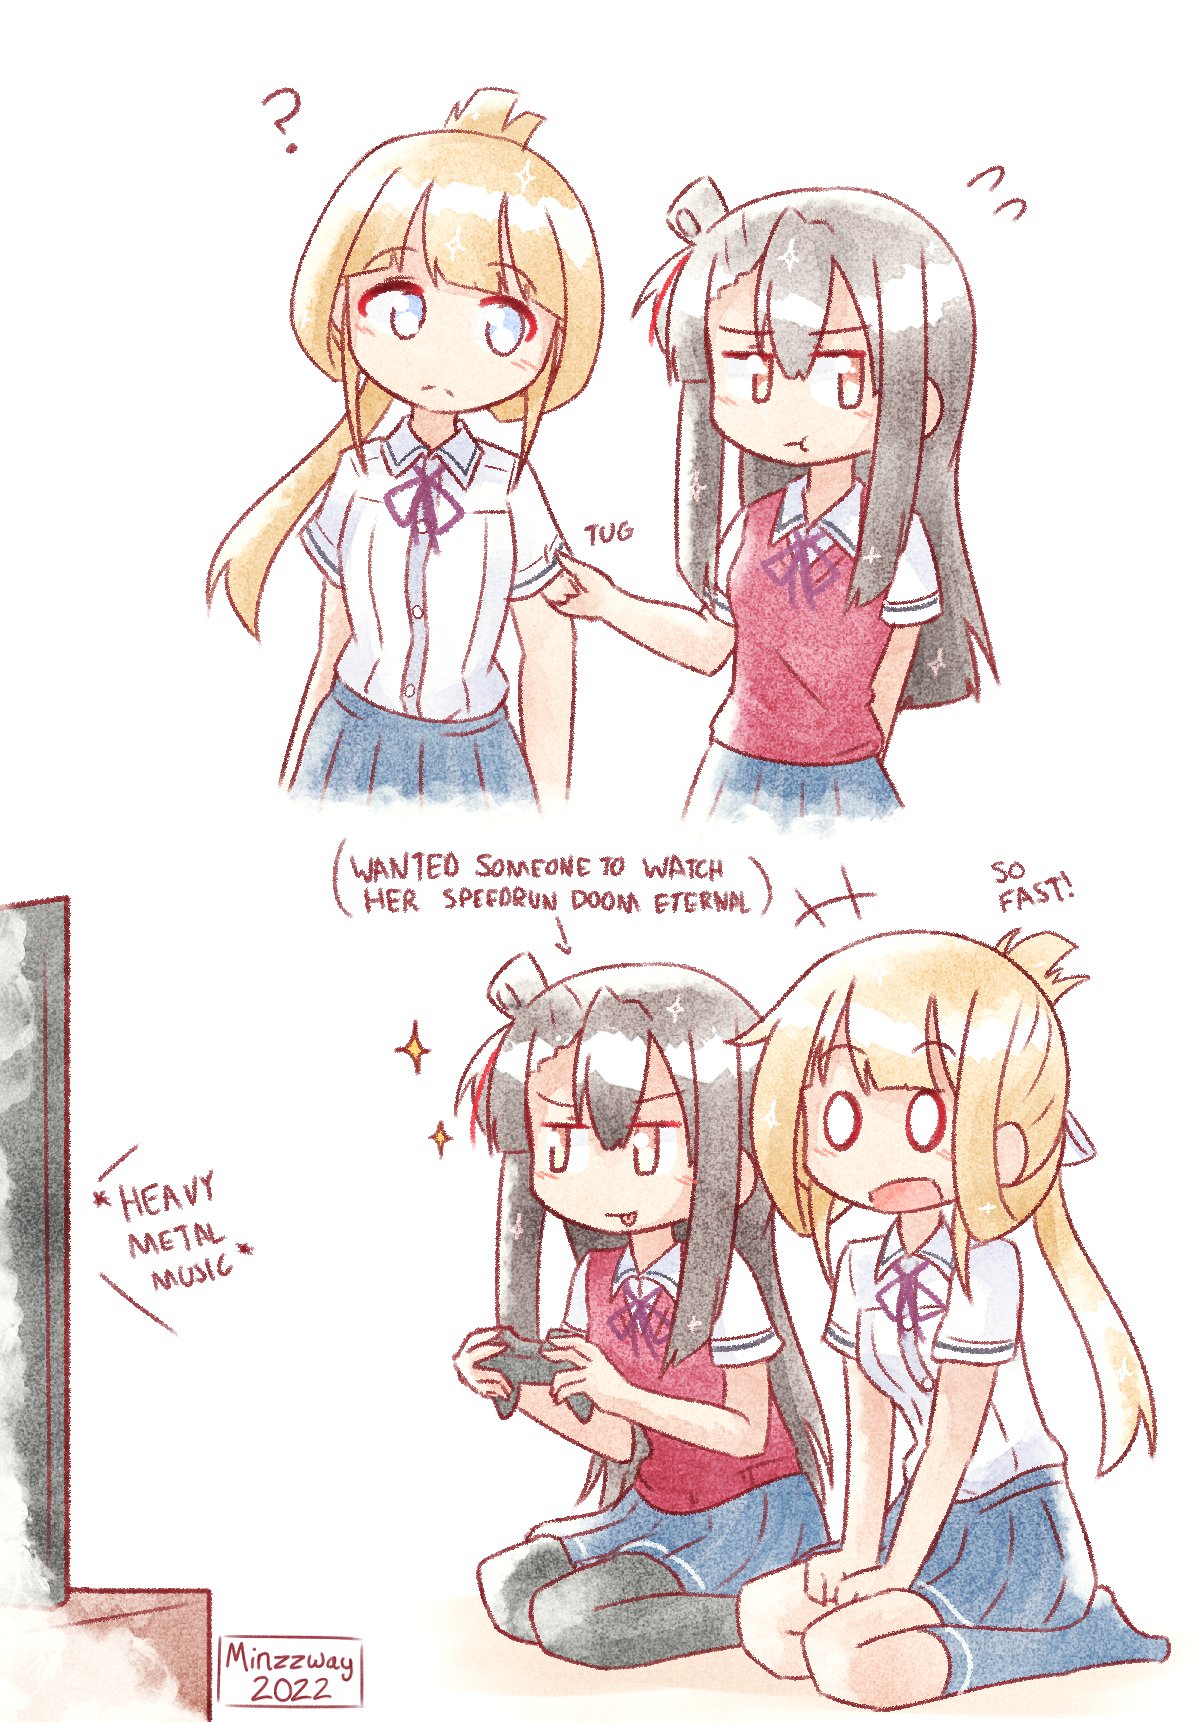 ?
TUG
(WANTED SOMEONE TO WATCH
HER SPEEDRUN DOOM ETERNAL)
SO
FAST!
*HEAVY
METAL
MUSIC*
Minzzway
2022